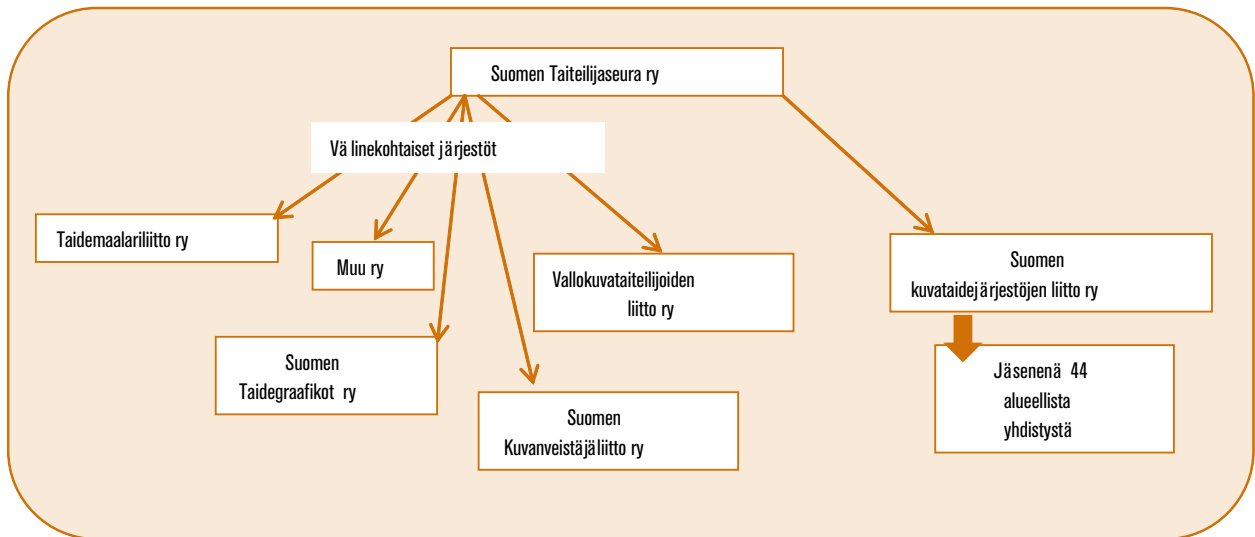 Suomen Taiteilijaseura ry
Vä linekohtaiset järjestöt
Taidemaalariliitto ry
Muu ry
Vallokuvataiteilijoiden
liitto ry
Suomen
kuvataidejärjestöjen liitto ry
Suomen
Taidegraafikot ry
Suomen
Kuvanveistäjäliitto ry
Jäsenenä 44
alueellista
yhdistystä